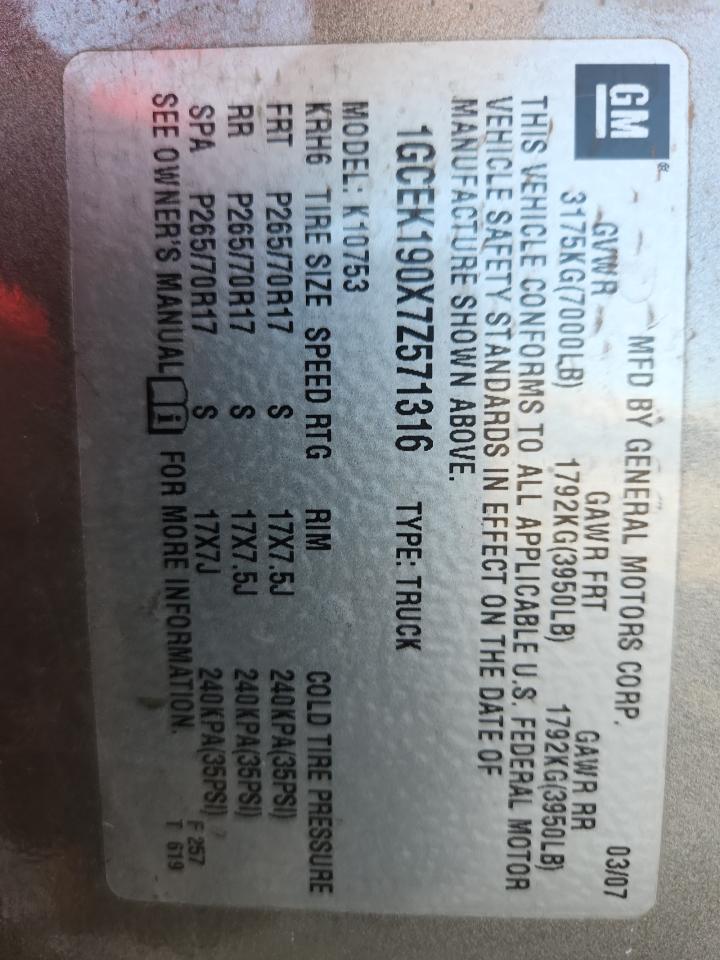 GM
MFD BY GENERAL MOTORS CORP. 03/07
GVWR GAWR FRT GAWR RR
3175KG(7000LB) 1792KG(3950LB) 1792KG(3950LB)
THIS VEHICLE CONFORMS TO ALL APPLICABLE U.S. FEDERAL MOTOR
VEHICLE SAFETY STANDARDS IN EFFECT ON THE DATE OF
MANUFACTURE SHOWN ABOVE.
1GCEK190X7Z571316 TYPE: TRUCK
MODEL: K10753
KRH6 TIRE SIZE SPEED RTG RIM COLD TIRE PRESSURE
FRT P265/70R17 S 17X7.5J 240KPA(35PSI)
RR P265/70R17 S 17X7.5J 240KPA(35PSI)
SPA P265/70R17 S 17X7J 240KPA(35PSI)
SEE OWNER'S MANUAL i FOR MORE INFORMATION.
F 257
T 619